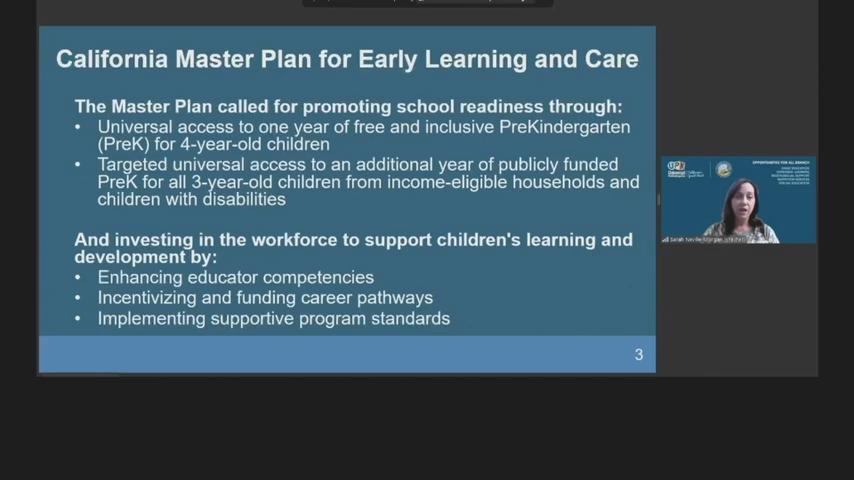 California Master Plan for Early Learning and Care
The Master Plan called for promoting school readiness through:
• Universal access to one year of free and inclusive PreKindergarten
(PreK) for 4-year-old children
• Targeted universal access to an additional year of publicly funded
PreK for all 3-year-old children from income-eligible households and
children with disabilities
And investing in the workforce to support children's learning and
development by:
• Enhancing educator competencies
• Incentivizing and funding career pathways
• Implementing supportive program standards
3
OPPORTUNITIES FOR ALL BRANCH
Sarah Neville-Morgan